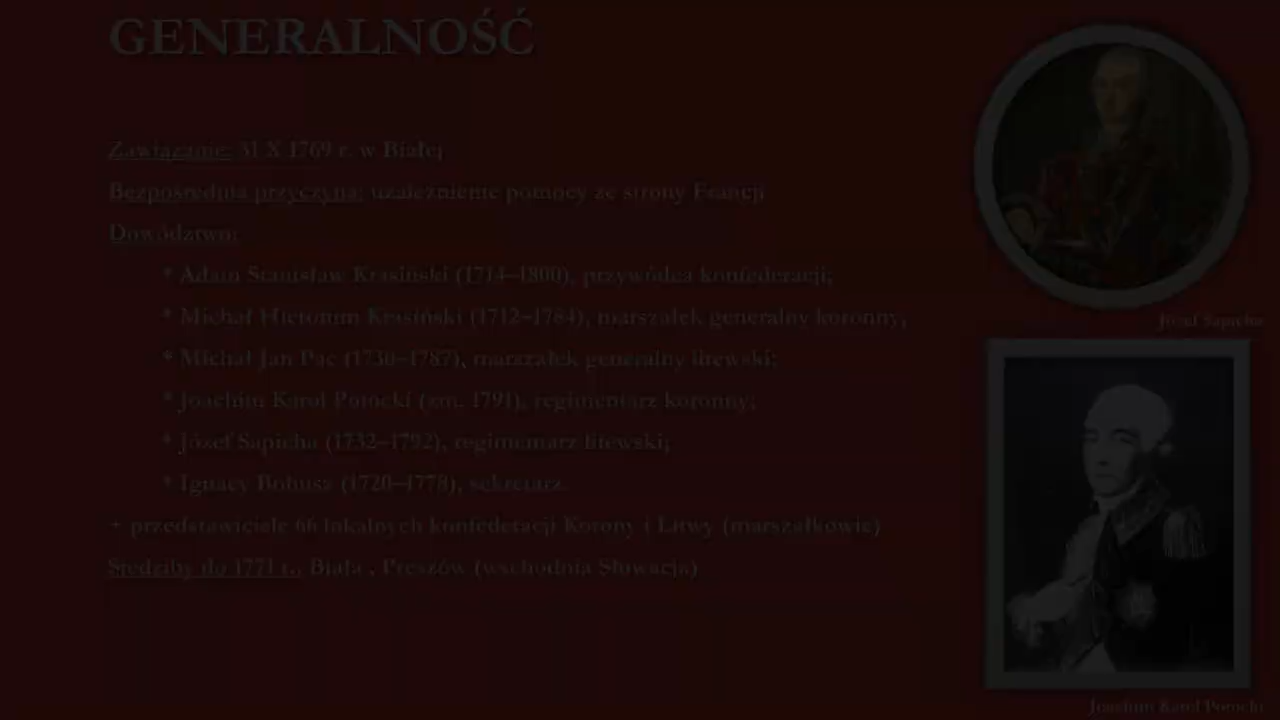 GENERALNOŚĆ
Zawiązanie: 31 X 1769 r. w Białej
Bezpośrednia przyczyna: uzależnienie pomocy ze strony Francji
Dowództwo:
* Adam Stanisław Krasiński (1714–1800), przywódca konfederacji;
* Michał Hieronim Krasiński (1712–1784), marszałek generalny koronny;
* Michał Jan Pac (1730–1787), marszałek generalny litewski;
* Joachim Karol Potocki (zm. 1791), regimentarz koronny;
* Józef Sapieha (1732–1792), regimentarz litewski;
* Ignacy Bohusz (1720–1778), sekretarz
+ przedstawiciele 66 lokalnych konfederacji Korony i Litwy (marszałkowie)
Siedziby do 1771 r.: Biała , Preszów (wschodnia Słowacja)
Józef Sapieha
Joachim Karol Potocki